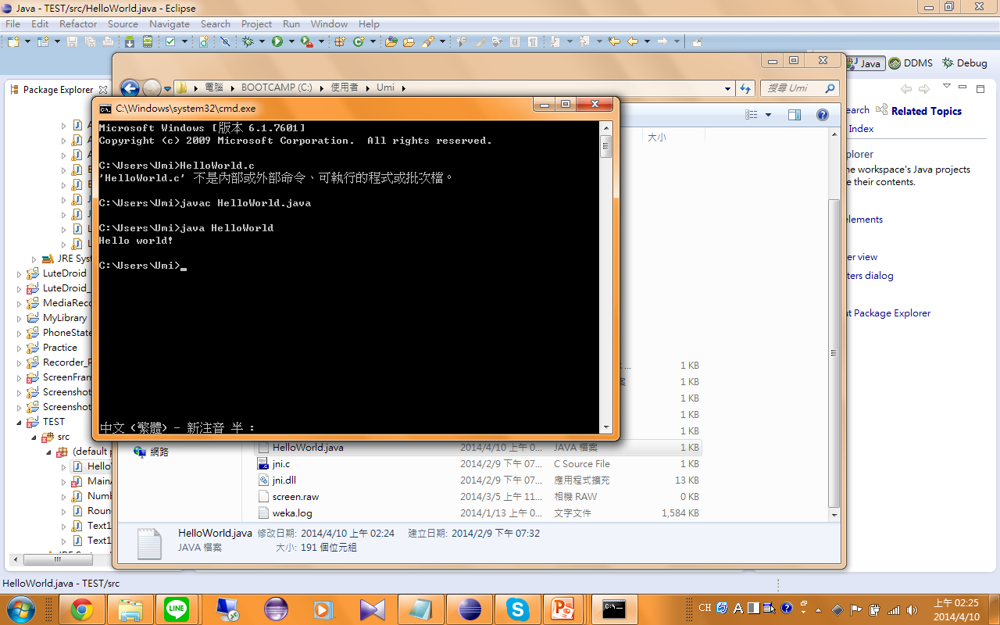 Java - TEST/src/HelloWorld.java - Eclipse
File Edit Refactor Source Navigate Search Project Run Window Help
Java DDMS Debug
Package Explorer
電腦 BOOTCAMP (C:) 使用者 Umi
搜尋 Umi
C:\Windows\system32\cmd.exe
Microsoft Windows [版本 6.1.7601]
Copyright (c) 2009 Microsoft Corporation. All rights reserved.
C:\Users\Umi>HelloWorld.c
'HelloWorld.c' 不是內部或外部命令、可執行的程式或批次檔。
C:\Users\Umi>javac HelloWorld.java
C:\Users\Umi>java HelloWorld
Hello world!
C:\Users\Umi>
中文 (繁體) - 新注音 半 :
大小
earch Related Topics
Index
plorer
he workspace's Java projects
e their contents.
elements
er view
ters dialog
ut Package Explorer
JRE Syst
LuteDroid
LuteDroid_
MediaReco
MyLibrary
PhoneState
Practice
Recorder_P
ScreenFram
Screenshot
Screenshot
TEST
src
(default p
Hello
MainA
Numb
Roun
Text1
Text1
1 KB
1 KB
1 KB
1 KB
1 KB
網路
HelloWorld.java 2014/4/10 上午 0... JAVA 檔案 1 KB
jni.c 2014/2/9 下午 07... C Source File 1 KB
jni.dll 2014/2/9 下午 07... 應用程式擴充 13 KB
screen.raw 2014/3/5 上午 11... 相機 RAW 0 KB
weka.log 2014/1/13 上午 0... 文字文件 1,584 KB
HelloWorld.java 修改日期: 2014/4/10 上午 02:24 建立日期: 2014/2/9 下午 07:32
JAVA 檔案 大小: 191 個位元組
HelloWorld.java - TEST/src
LINE
CH
上午 02:25
2014/4/10